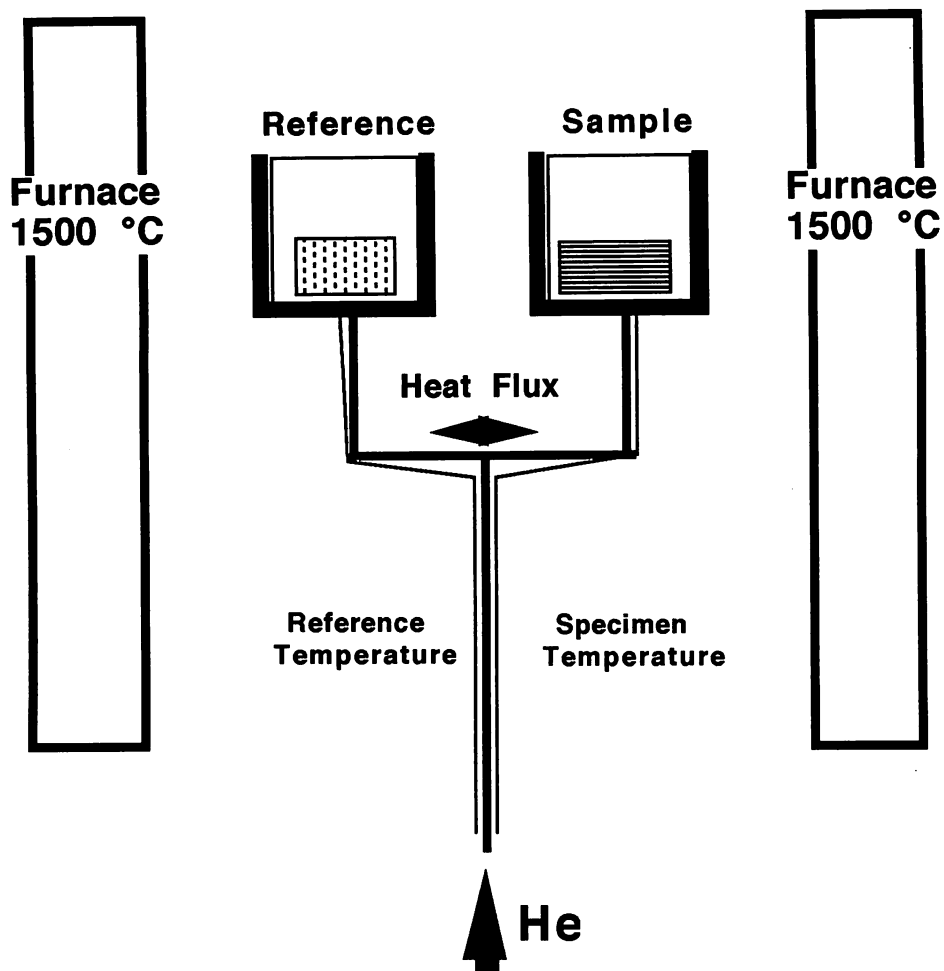 Reference
Sample
Furnace
1500 °C
Furnace
1500 °C
Heat Flux
Reference
Temperature
Specimen
Temperature
He